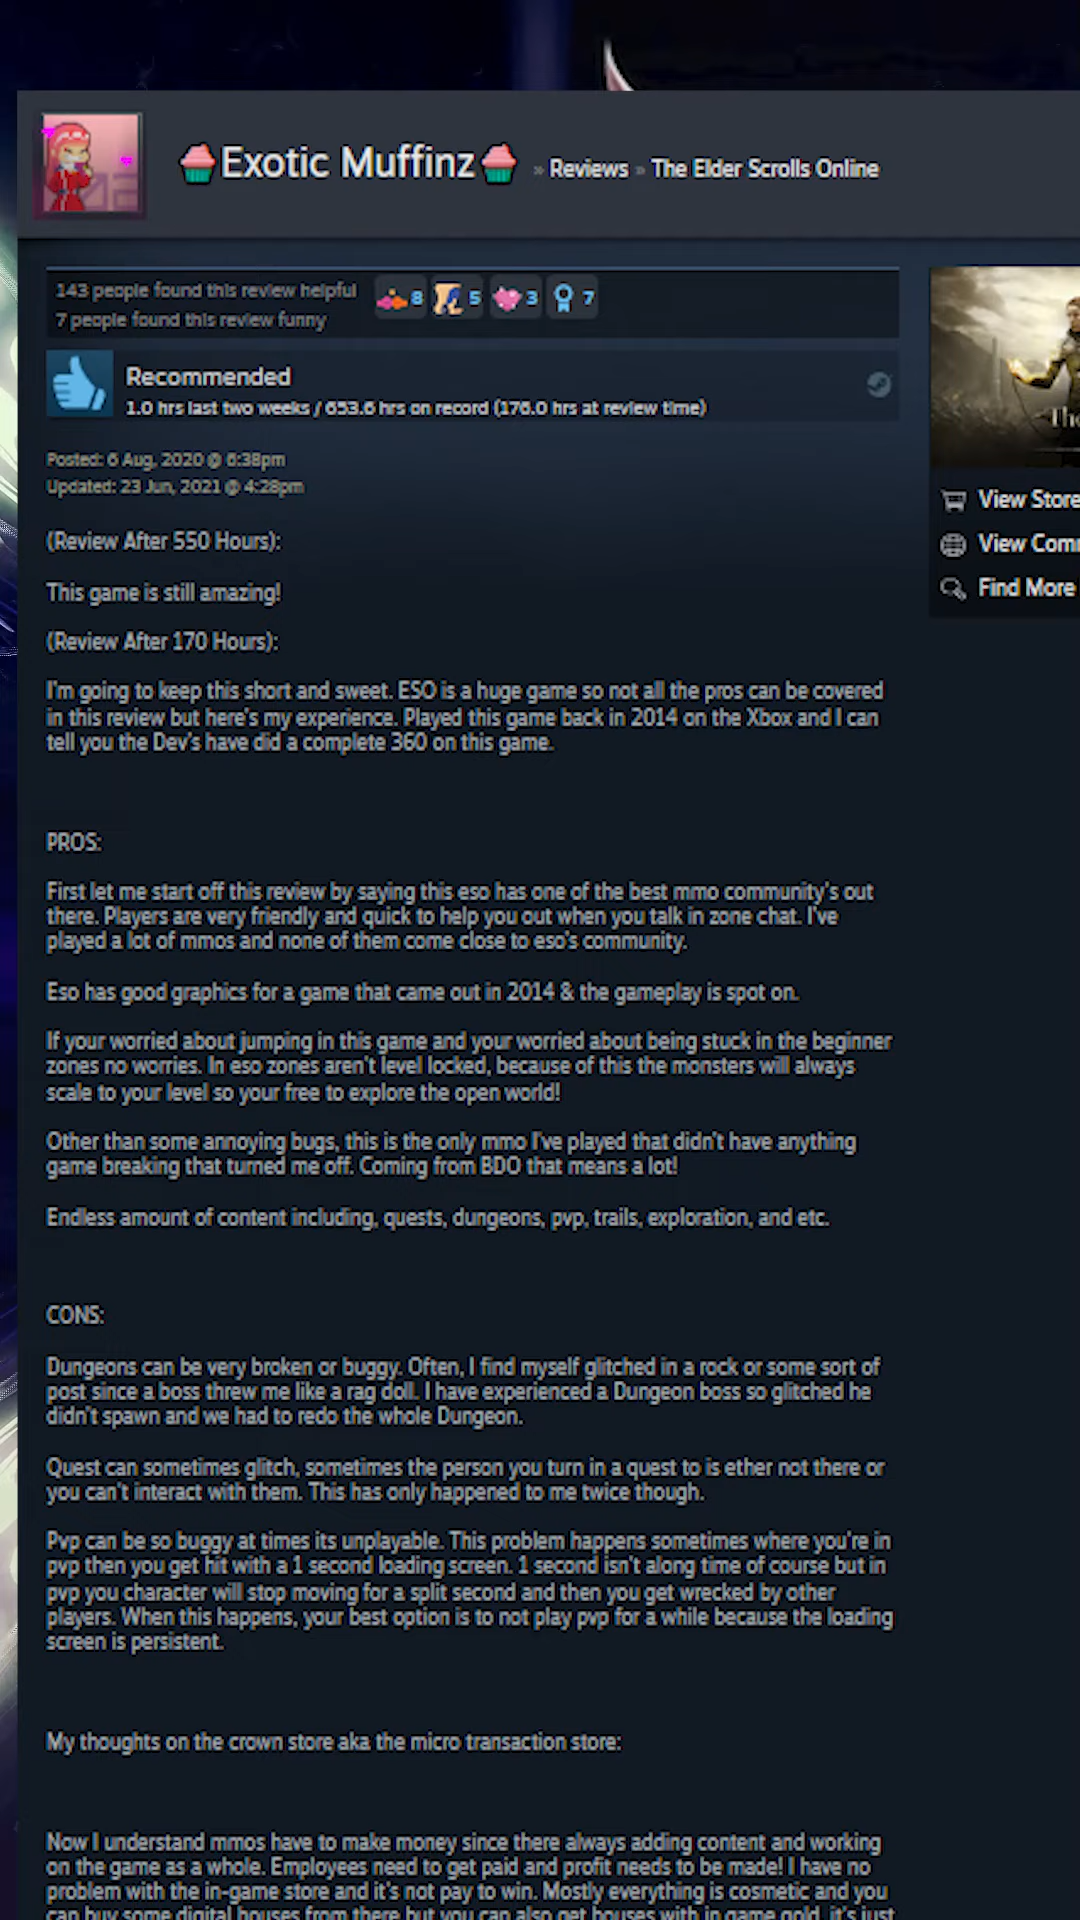 Exotic Muffinz » Reviews » The Elder Scrolls Online
143 people found this review helpful
7 people found this review funny
8 5 3 7
Recommended
1.0 hrs last two weeks / 653.6 hrs on record (176.0 hrs at review time)
Posted: 6 Aug, 2020 @ 6:38pm
Updated: 23 Jun, 2021 @ 4:28pm
View Store
View Com
Find More
(Review After 550 Hours):
This game is still amazing!
(Review After 170 Hours):
I'm going to keep this short and sweet. ESO is a huge game so not all the pros can be covered
in this review but here's my experience. Played this game back in 2014 on the Xbox and I can
tell you the Dev's have did a complete 360 on this game.
PROS:
First let me start off this review by saying this eso has one of the best mmo community's out
there. Players are very friendly and quick to help you out when you talk in zone chat. I've
played a lot of mmos and none of them come close to eso's community.
Eso has good graphics for a game that came out in 2014 & the gameplay is spot on.
If your worried about jumping in this game and your worried about being stuck in the beginner
zones no worries. In eso zones aren't level locked, because of this the monsters will always
scale to your level so your free to explore the open world!
Other than some annoying bugs, this is the only mmo I've played that didn't have anything
game breaking that turned me off. Coming from BDO that means a lot!
Endless amount of content including, quests, dungeons, pvp, trails, exploration, and etc.
CONS:
Dungeons can be very broken or buggy. Often, I find myself glitched in a rock or some sort of
post since a boss threw me like a rag doll. I have experienced a Dungeon boss so glitched he
didn't spawn and we had to redo the whole Dungeon.
Quest can sometimes glitch, sometimes the person you turn in a quest to is ether not there or
you can't interact with them. This has only happened to me twice though.
Pvp can be so buggy at times its unplayable. This problem happens sometimes where you're in
pvp then you get hit with a 1 second loading screen. 1 second isn't along time of course but in
pvp you character will stop moving for a split second and then you get wrecked by other
players. When this happens, your best option is to not play pvp for a while because the loading
screen is persistent.
My thoughts on the crown store aka the micro transaction store:
Now I understand mmos have to make money since there always adding content and working
on the game as a whole. Employees need to get paid and profit needs to be made! I have no
problem with the in-game store and it's not pay to win. Mostly everything is cosmetic and you
can buy some digital houses from there but you can also get houses with in game gold, it's just